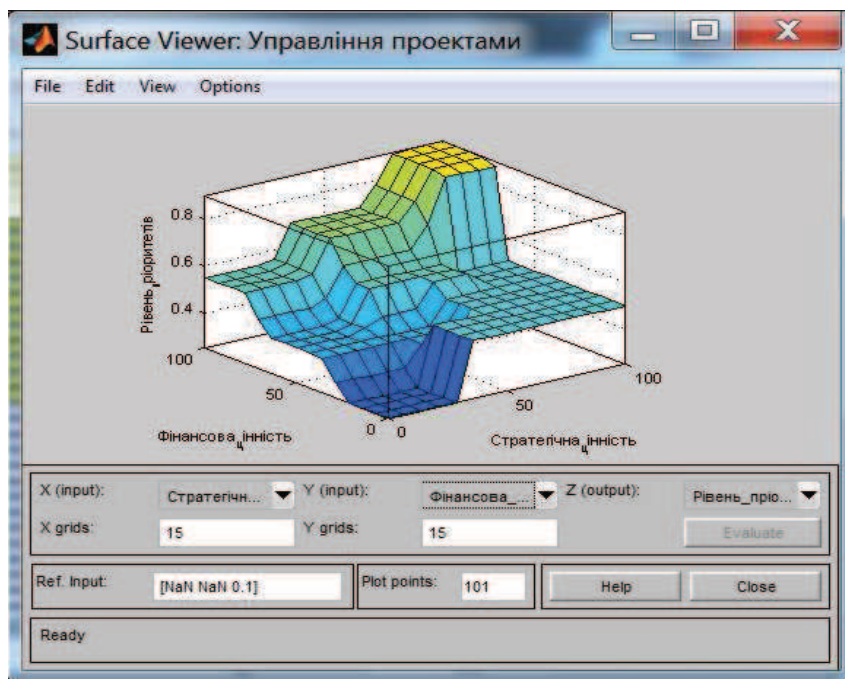 Surface Viewer: Управління проектами
File Edit View Options
0.8
0.6
0.4
Рівень_ріоритетів
100
50
0
0
50
100
Фінансова_цінність
Стратегічна_цінність
X (input):
Стратегічн...
Y (input):
Фінансова_...
Z (output):
Рівень_пріо...
X grids:
15
Y grids:
15
Evaluate
Ref. Input:
[NaN NaN 0.1]
Plot points:
101
Help
Close
Ready